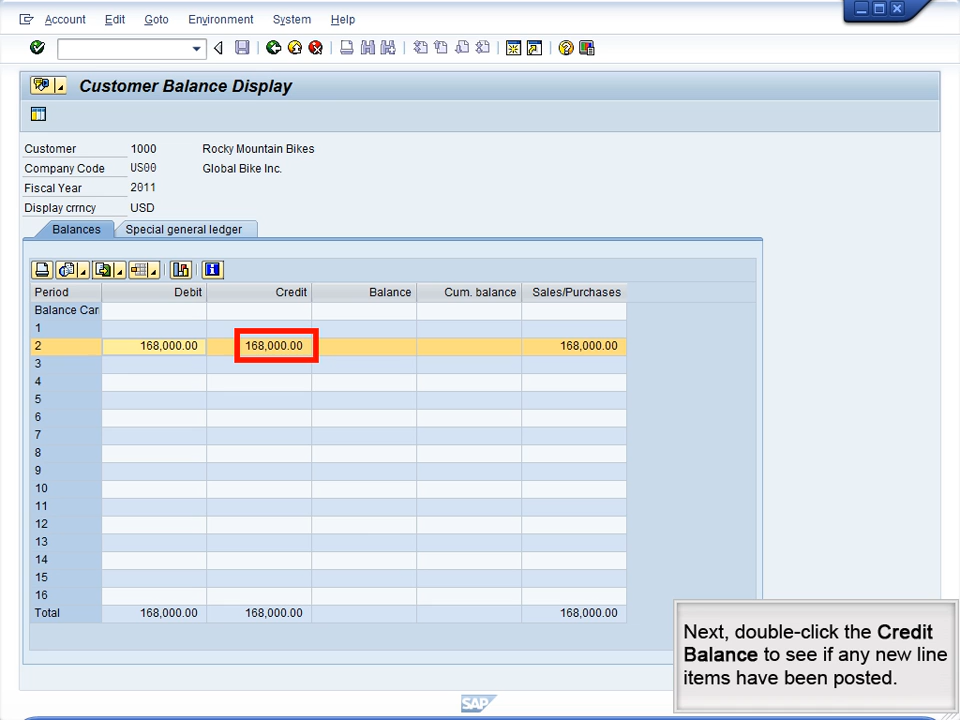 Account Edit Goto Environment System Help
Customer Balance Display
Customer 1000 Rocky Mountain Bikes
Company Code US00 Global Bike Inc.
Fiscal Year 2011
Display crrncy USD
Balances Special general ledger
Period Debit Credit Balance Cum. balance Sales/Purchases
Balance Car
1
2 168,000.00 168,000.00 168,000.00
3
4
5
6
7
8
9
10
11
12
13
14
15
16
Total 168,000.00 168,000.00 168,000.00
Next, double-click the Credit
Balance to see if any new line
items have been posted.
SAP